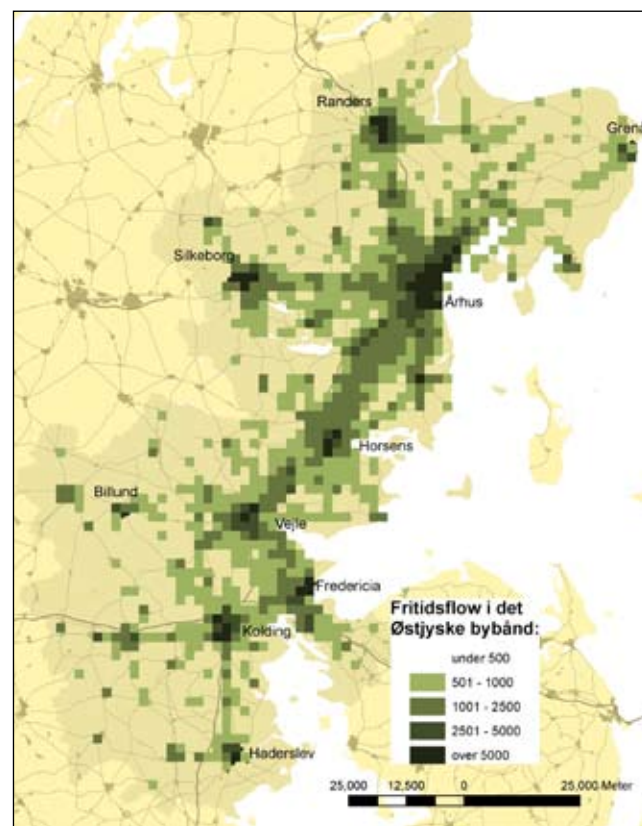 Randers
Grenå
Silkeborg
Århus
Horsens
Billund
Vejle
Fredericia
Kolding
Haderslev
Fritidsflow i det
Østjyske bybånd:
under 500
501 - 1000
1001 - 2500
2501 - 5000
over 5000
25,000 12,500 0 25,000 Meter